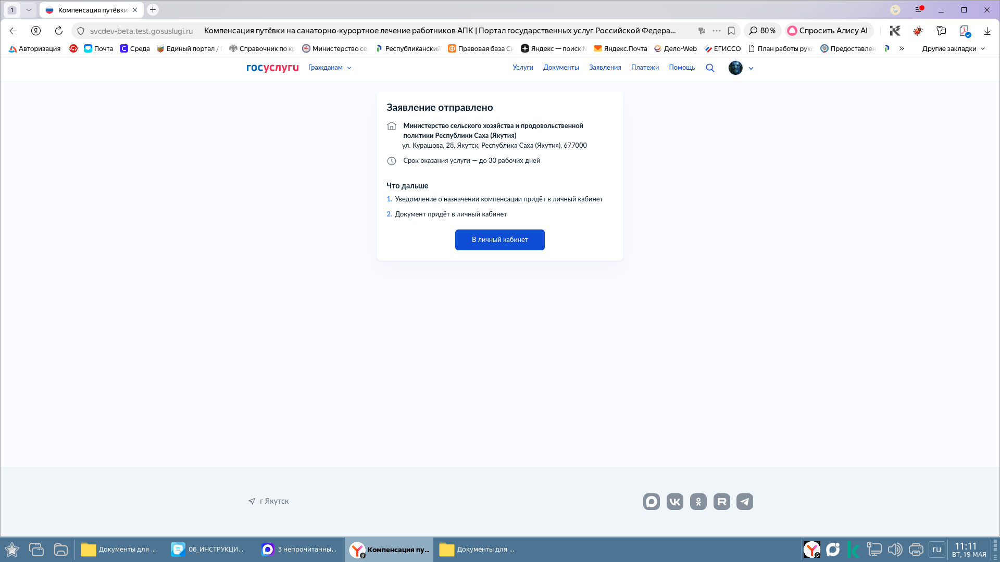 1
Компенсация путёвки
svcdev-beta.test.gosuslugi.ru
Компенсация путёвки на санаторно-курортное лечение работников АПК | Портал государственных услуг Российской Федера...
80 %
Спросить Алису AI
Авторизация
Почта
Среда
Единый портал /
Справочник по
Министерство
Республиканский
Правовая база
Яндекс — поиск
Яндекс.Почта
Дело-Web
ЕГИССО
План работы
Предоставлен
»
Другие закладки
госуслуги
Гражданам
Услуги
Документы
Заявления
Платежи
Помощь
Заявление отправлено
Министерство сельского хозяйства и продовольственной
политики Республики Саха (Якутия)
ул. Курашова, 28, Якутск, Республика Саха (Якутия), 677000
Срок оказания услуги — до 30 рабочих дней
Что дальше
1. Уведомление о назначении компенсации придёт в личный кабинет
2. Документ придёт в личный кабинет
В личный кабинет
г Якутск
Документы для ...
06_ИНСТРУКЦИ...
3 непрочитанны...
Компенсация пу...
Документы для ...
ru
11:11
ВТ, 19 МАЯ